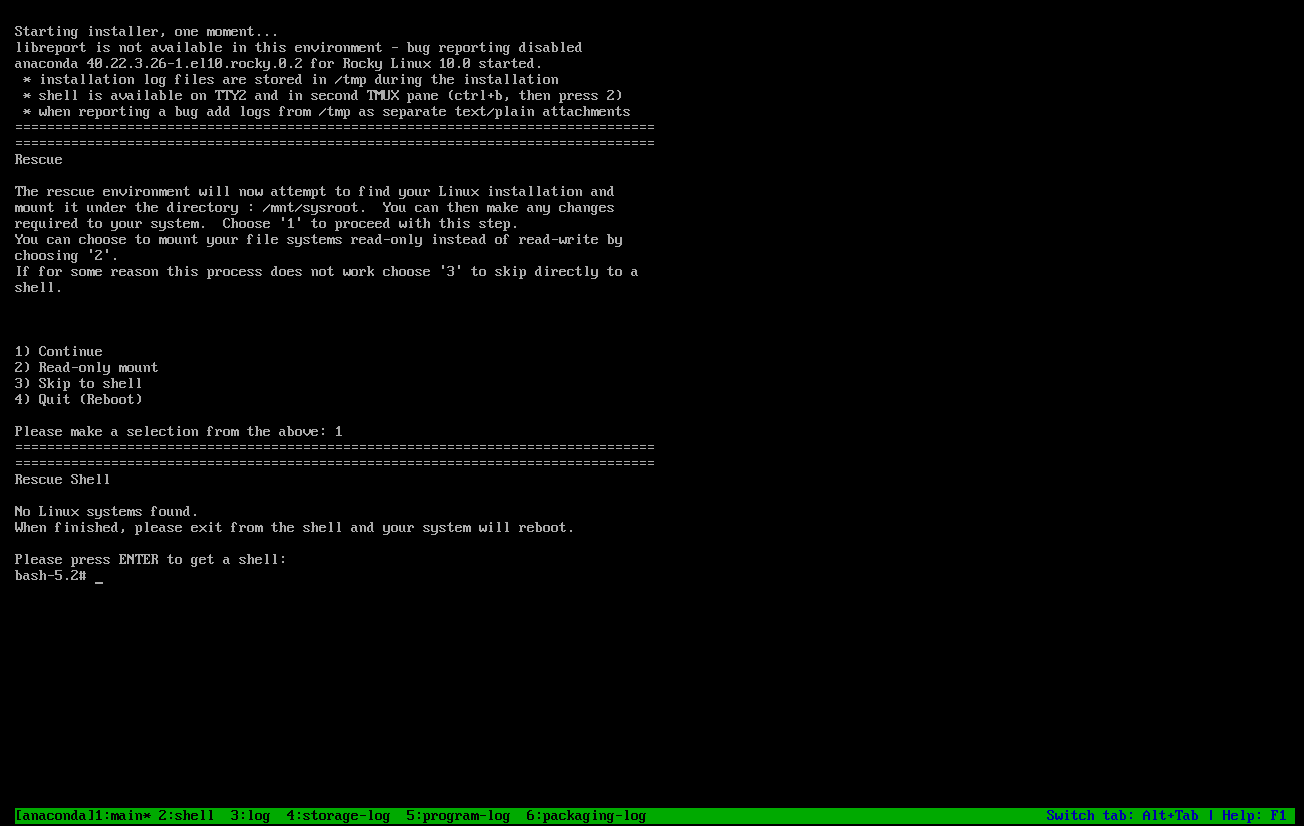 Starting installer, one moment...
libreport is not available in this environment - bug reporting disabled
anaconda 40.22.3.26-1.el10.rocky.0.2 for Rocky Linux 10.0 started.
 * installation log files are stored in /tmp during the installation
 * shell is available on TTY2 and in second TMUX pane (ctrl+b, then press 2)
 * when reporting a bug add logs from /tmp as separate text/plain attachments
================================================================================
================================================================================
Rescue
The rescue environment will now attempt to find your Linux installation and
mount it under the directory : /mnt/sysroot.  You can then make any changes
required to your system.  Choose '1' to proceed with this step.
You can choose to mount your file systems read-only instead of read-write by
choosing '2'.
If for some reason this process does not work choose '3' to skip directly to a
shell.
1) Continue
2) Read-only mount
3) Skip to shell
4) Quit (Reboot)
Please make a selection from the above: 1
================================================================================
================================================================================
Rescue Shell
No Linux systems found.
When finished, please exit from the shell and your system will reboot.
Please press ENTER to get a shell:
bash-5.2# _
[anaconda]1:main* 2:shell  3:log  4:storage-log  5:program-log  6:packaging-log Switch tab: Alt+Tab | Help: F1